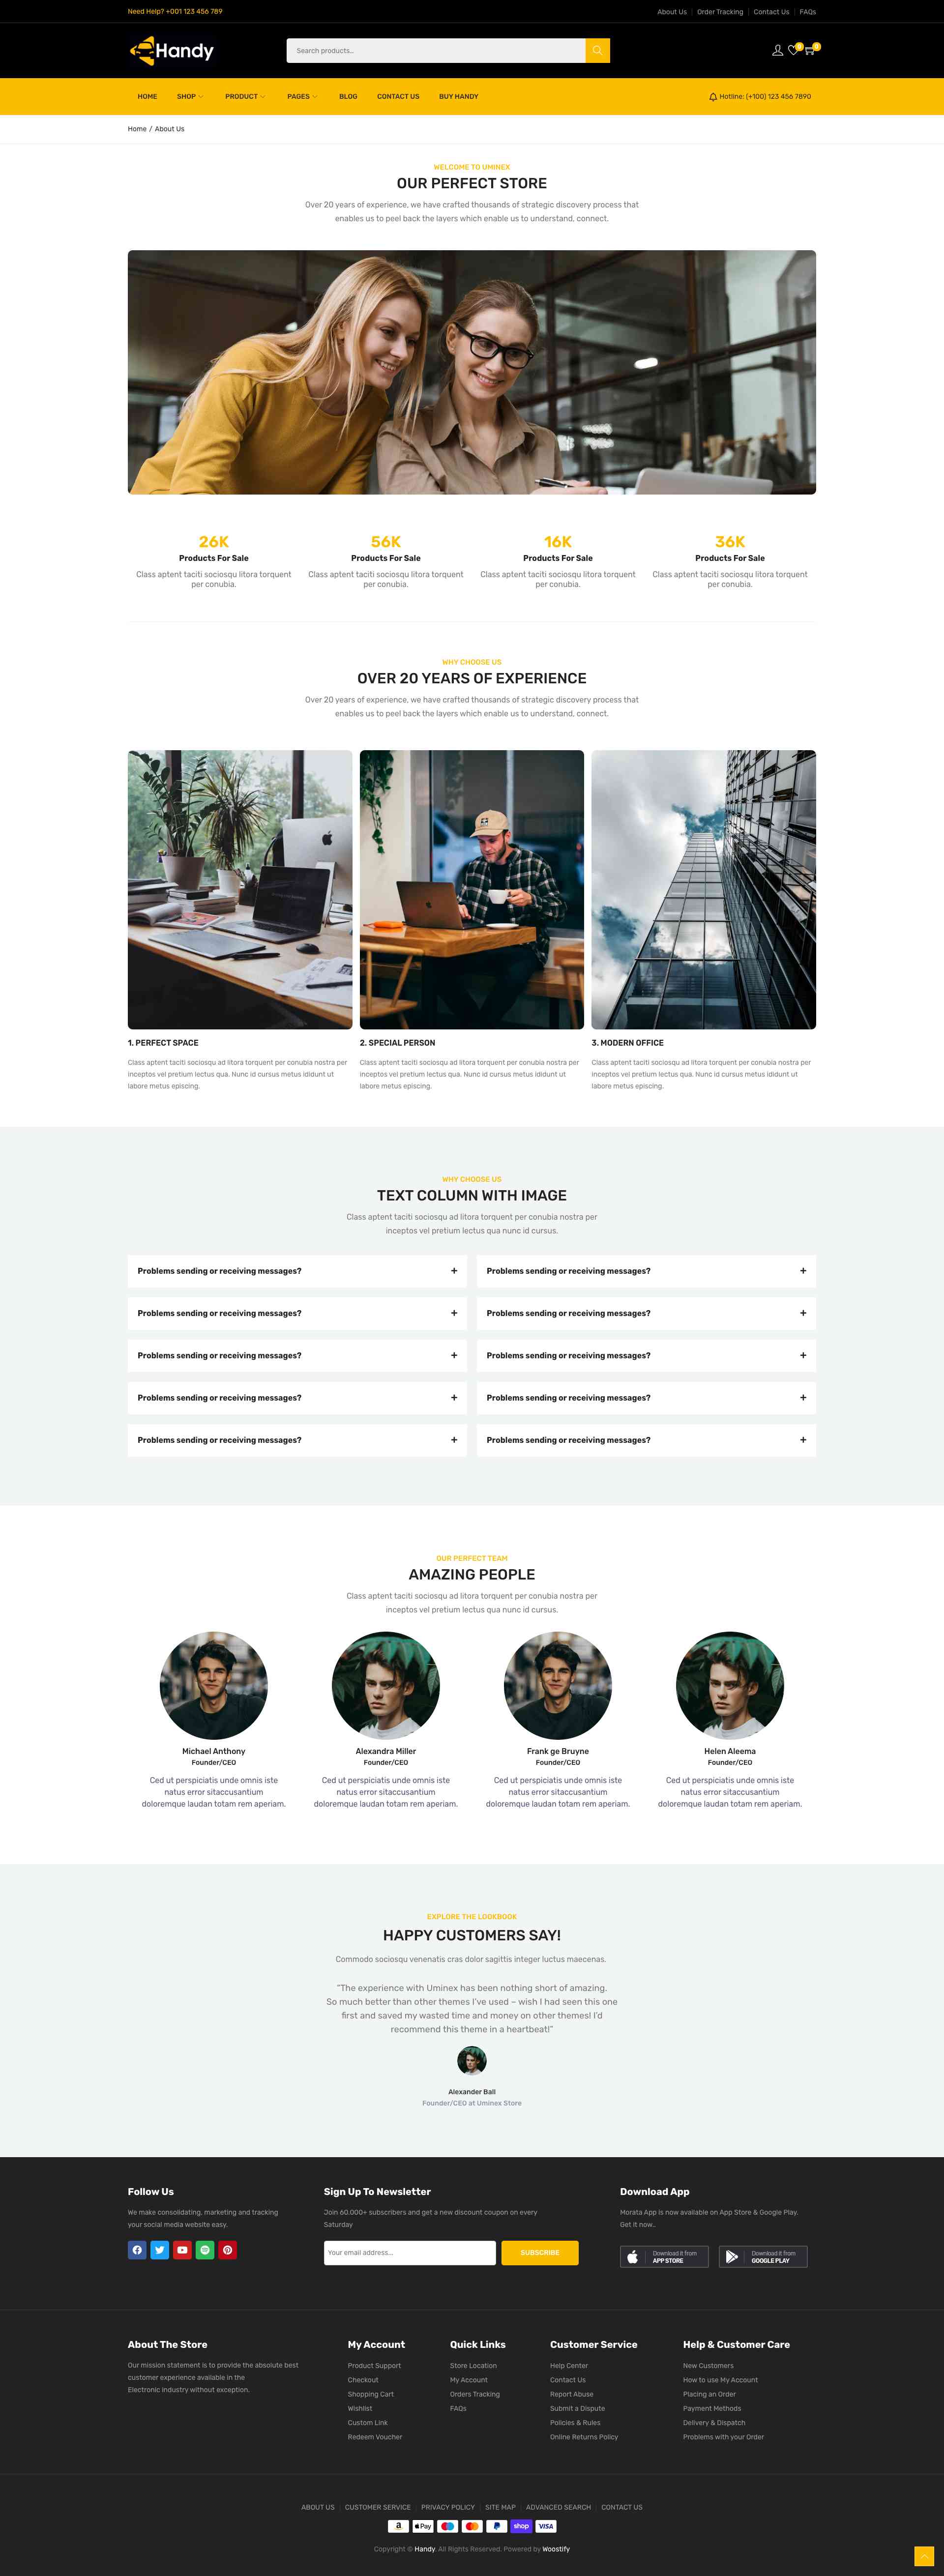 Need Help? +001 123 456 789
About Us
Order Tracking
Contact Us
FAQs
Handy
Search products...
0
0
HOME
SHOP
PRODUCT
PAGES
BLOG
CONTACT US
BUY HANDY
Hotline: (+100) 123 456 7890
Home / About Us
WELCOME TO UMINEX
OUR PERFECT STORE
Over 20 years of experience, we have crafted thousands of strategic discovery process that
enables us to peel back the layers which enable us to understand, connect.
26K
Products For Sale
Class aptent taciti sociosqu litora torquent
per conubia.
56K
Products For Sale
Class aptent taciti sociosqu litora torquent
per conubia.
16K
Products For Sale
Class aptent taciti sociosqu litora torquent
per conubia.
36K
Products For Sale
Class aptent taciti sociosqu litora torquent
per conubia.
WHY CHOOSE US
OVER 20 YEARS OF EXPERIENCE
Over 20 years of experience, we have crafted thousands of strategic discovery process that
enables us to peel back the layers which enable us to understand, connect.
1. PERFECT SPACE
Class aptent taciti sociosqu ad litora torquent per conubia nostra per
inceptos vel pretium lectus qua. Nunc id cursus metus ididunt ut
labore metus episcing.
2. SPECIAL PERSON
Class aptent taciti sociosqu ad litora torquent per conubia nostra per
inceptos vel pretium lectus qua. Nunc id cursus metus ididunt ut
labore metus episcing.
3. MODERN OFFICE
Class aptent taciti sociosqu ad litora torquent per conubia nostra per
inceptos vel pretium lectus qua. Nunc id cursus metus ididunt ut
labore metus episcing.
WHY CHOOSE US
TEXT COLUMN WITH IMAGE
Class aptent taciti sociosqu ad litora torquent per conubia nostra per
inceptos vel pretium lectus qua nunc id cursus.
Problems sending or receiving messages?
Problems sending or receiving messages?
Problems sending or receiving messages?
Problems sending or receiving messages?
Problems sending or receiving messages?
Problems sending or receiving messages?
Problems sending or receiving messages?
Problems sending or receiving messages?
Problems sending or receiving messages?
Problems sending or receiving messages?
OUR PERFECT TEAM
AMAZING PEOPLE
Class aptent taciti sociosqu ad litora torquent per conubia nostra per
inceptos vel pretium lectus qua nunc id cursus.
Michael Anthony
Founder/CEO
Ced ut perspiciatis unde omnis iste
natus error sitaccusantium
doloremque laudan totam rem aperiam.
Alexandra Miller
Founder/CEO
Ced ut perspiciatis unde omnis iste
natus error sitaccusantium
doloremque laudan totam rem aperiam.
Frank ge Bruyne
Founder/CEO
Ced ut perspiciatis unde omnis iste
natus error sitaccusantium
doloremque laudan totam rem aperiam.
Helen Aleema
Founder/CEO
Ced ut perspiciatis unde omnis iste
natus error sitaccusantium
doloremque laudan totam rem aperiam.
EXPLORE THE LOOKBOOK
HAPPY CUSTOMERS SAY!
Commodo sociosqu venenatis cras dolor sagittis integer luctus maecenas.
"The experience with Uminex has been nothing short of amazing.
So much better than other themes I've used – wish I had seen this one
first and saved my wasted time and money on other themes! I'd
recommend this theme in a heartbeat!"
Alexander Ball
Founder/CEO at Uminex Store
Follow Us
We make consolidating, marketing and tracking
your social media website easy.
Sign Up To Newsletter
Join 60.000+ subscribers and get a new discount coupon on every
Saturday
Your email address...
SUBSCRIBE
Download App
Morata App is now available on App Store & Google Play.
Get it now..
Download it from
APP STORE
Download it from
GOOGLE PLAY
About The Store
Our mission statement is to provide the absolute best
customer experience available in the
Electronic industry without exception.
My Account
Product Support
Checkout
Shopping Cart
Wishlist
Custom Link
Redeem Voucher
Quick Links
Store Location
My Account
Orders Tracking
FAQs
Customer Service
Help Center
Contact Us
Report Abuse
Submit a Dispute
Policies & Rules
Online Returns Policy
Help & Customer Care
New Customers
How to use My Account
Placing an Order
Payment Methods
Delivery & Dispatch
Problems with your Order
ABOUT US
CUSTOMER SERVICE
PRIVACY POLICY
SITE MAP
ADVANCED SEARCH
CONTACT US
a
Pay
shop
VISA
Copyright © Handy. All Rights Reserved. Powered by Woostify